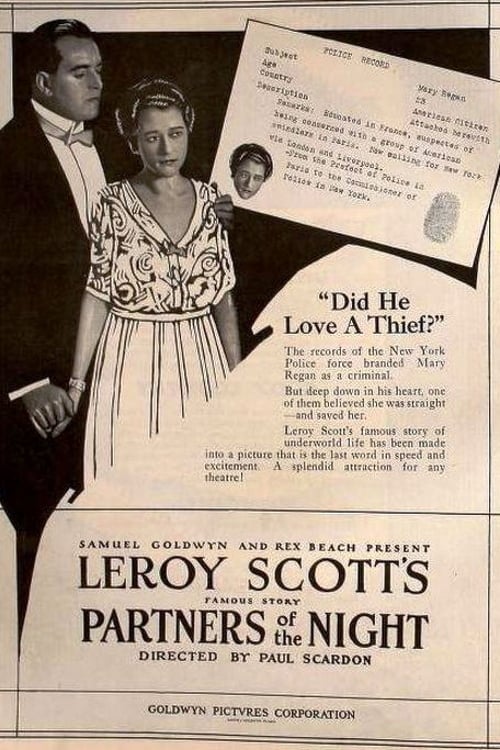 POLICE RECORD
Subject Mary Regan
Age 23
Country American Citizen
Description Attached herewith
Remarks: Educated in France, suspected of
being concerned with a group of American
swindlers in Paris. Now sailing for New York
via London and Liverpool.
-From the Prefect of Police in
Paris to the Commissioner of
Police in New York.
"Did He
Love A Thief?"
The records of the New York
Police force branded Mary
Regan as a criminal.
But deep down in his heart, one
of them believed she was straight
—and saved her.
Leroy Scott's famous story of
underworld life has been made
into a picture that is the last word in speed and
excitement. A splendid attraction for any
theatre!
SAMUEL GOLDWYN AND REX BEACH PRESENT
LEROY SCOTT'S
FAMOUS STORY
PARTNERS of the NIGHT
DIRECTED BY PAUL SCARDON
GOLDWYN PICTVRES CORPORATION